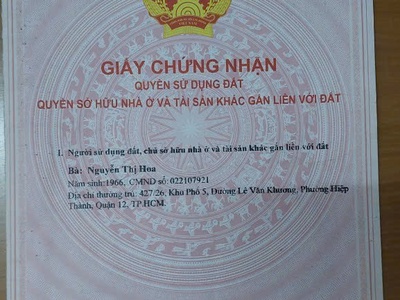 GIẤY CHỨNG NHẬN
QUYỀN SỬ DỤNG ĐẤT
QUYỀN SỞ HỮU NHÀ Ở VÀ TÀI SẢN KHÁC GẮN LIỀN VỚI ĐẤT
I. Người sử dụng đất, chủ sở hữu nhà ở và tài sản khác gắn liền với đất
Bà: Nguyễn Thị Hoa
Năm sinh:1966, CMND số:022107921
Địa chỉ thường trú: 427/26, Khu Phố 5, Đường Lê Văn Khương, Phường Hiệp
Thành, Quận 12, TP.HCM.